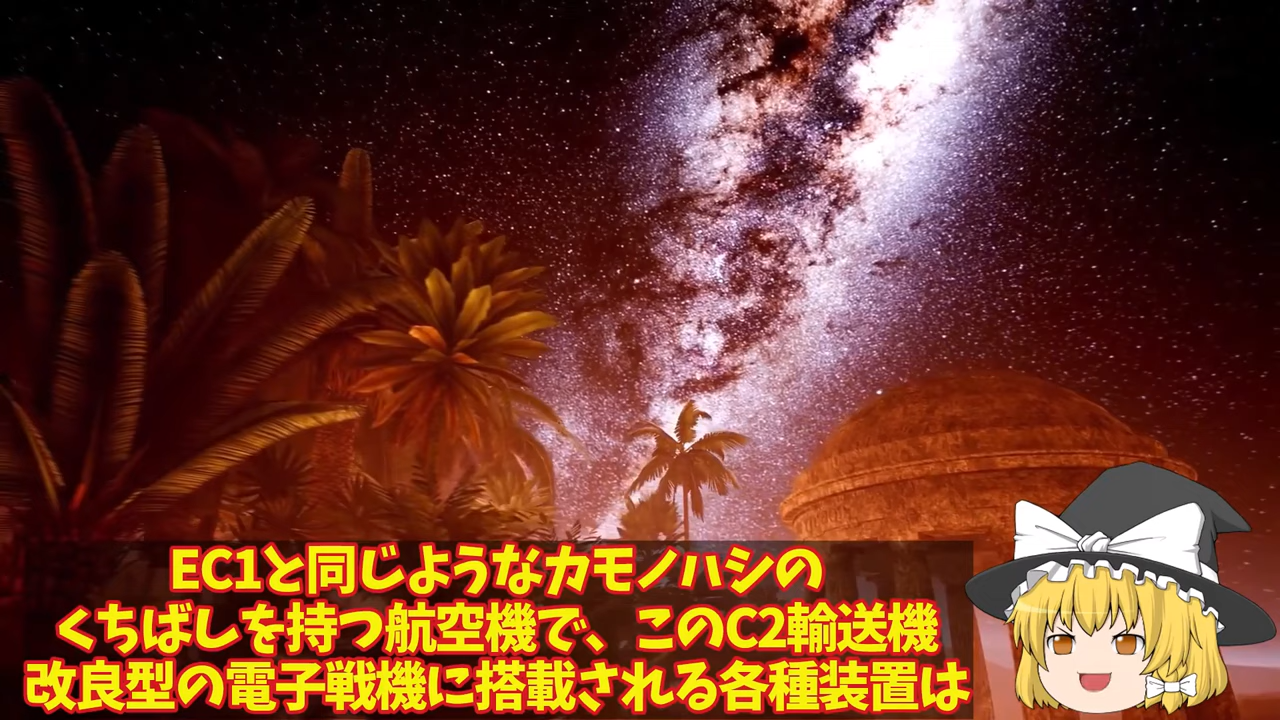 EC1と同じようなカモノハシの
くちばしを持つ航空機で、このC2輸送機
改良型の電子戦機に搭載される各種装置は